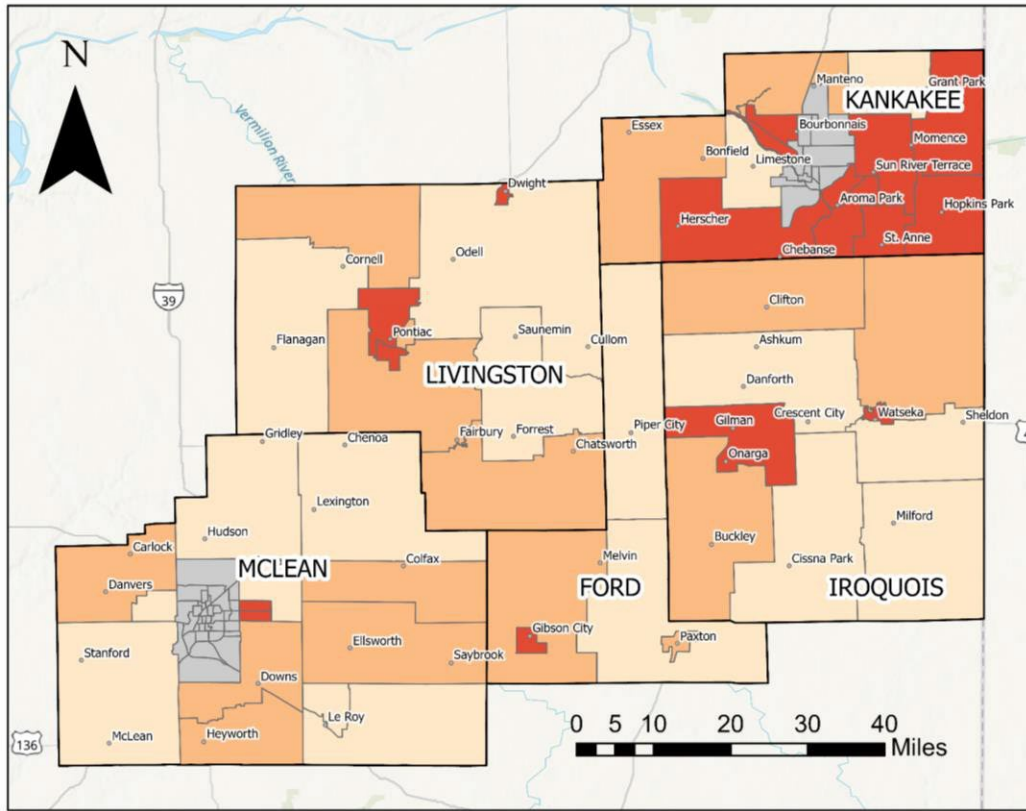 N
Vermilion River
Manteno
Grant Park
KANKAKEE
Essex
Bourbonnais
Momence
Bonfield
Limestone
Sun River Terrace
Dwight
Herscher
Aroma Park
Hopkins Park
St. Anne
Chebanse
Odell
Cornell
39
Clifton
Pontiac
Saunemin
Flanagan
Cullom
Ashkum
LIVINGSTON
Danforth
Crescent City
Watseka
Sheldon
Gilman
Piper City
Gridley
Chenoa
Fairbury
Forrest
Chatsworth
Onarga
Lexington
Hudson
Milford
Carlock
Buckley
MCLEAN
Colfax
Melvin
Cissna Park
Danvers
FORD
IROQUOIS
Gibson City
Paxton
Ellsworth
Stanford
Saybrook
Downs
Le Roy
0 5 10 20 30 40
Miles
136
McLean
Heyworth